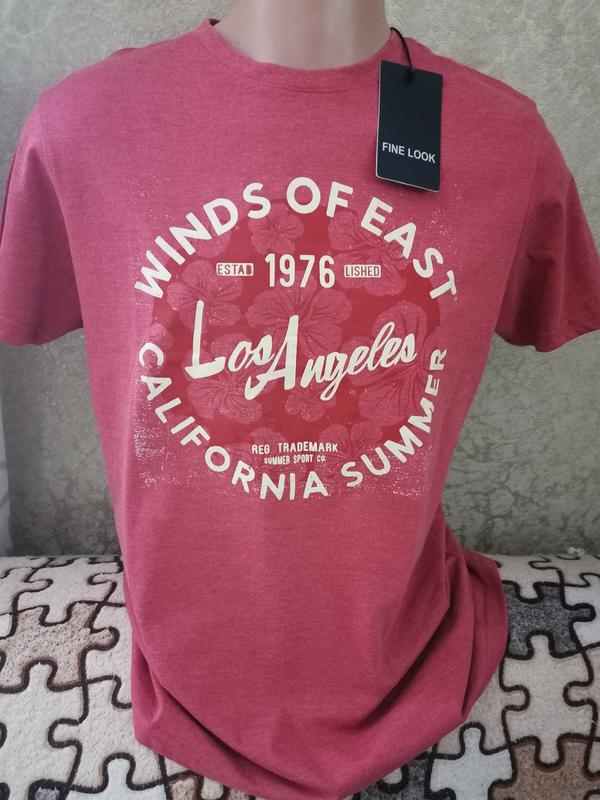 FINE LOOK
WINDS OF EAST
ESTAB 1976 LISHED
Los Angeles
REG TRADEMARK
SUMMER SPORT CO.
CALIFORNIA SUMMER